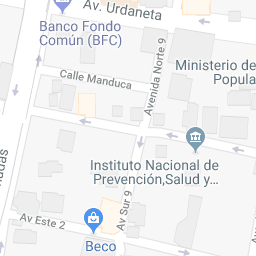 Av. Urdaneta
Banco Fondo
Común (BFC)
Avenida Norte 9
Ministerio de
Popula
Calle Manduca
Instituto Nacional de
Prevención,Salud y…
Av Sur 9
Av Este 2
Beco